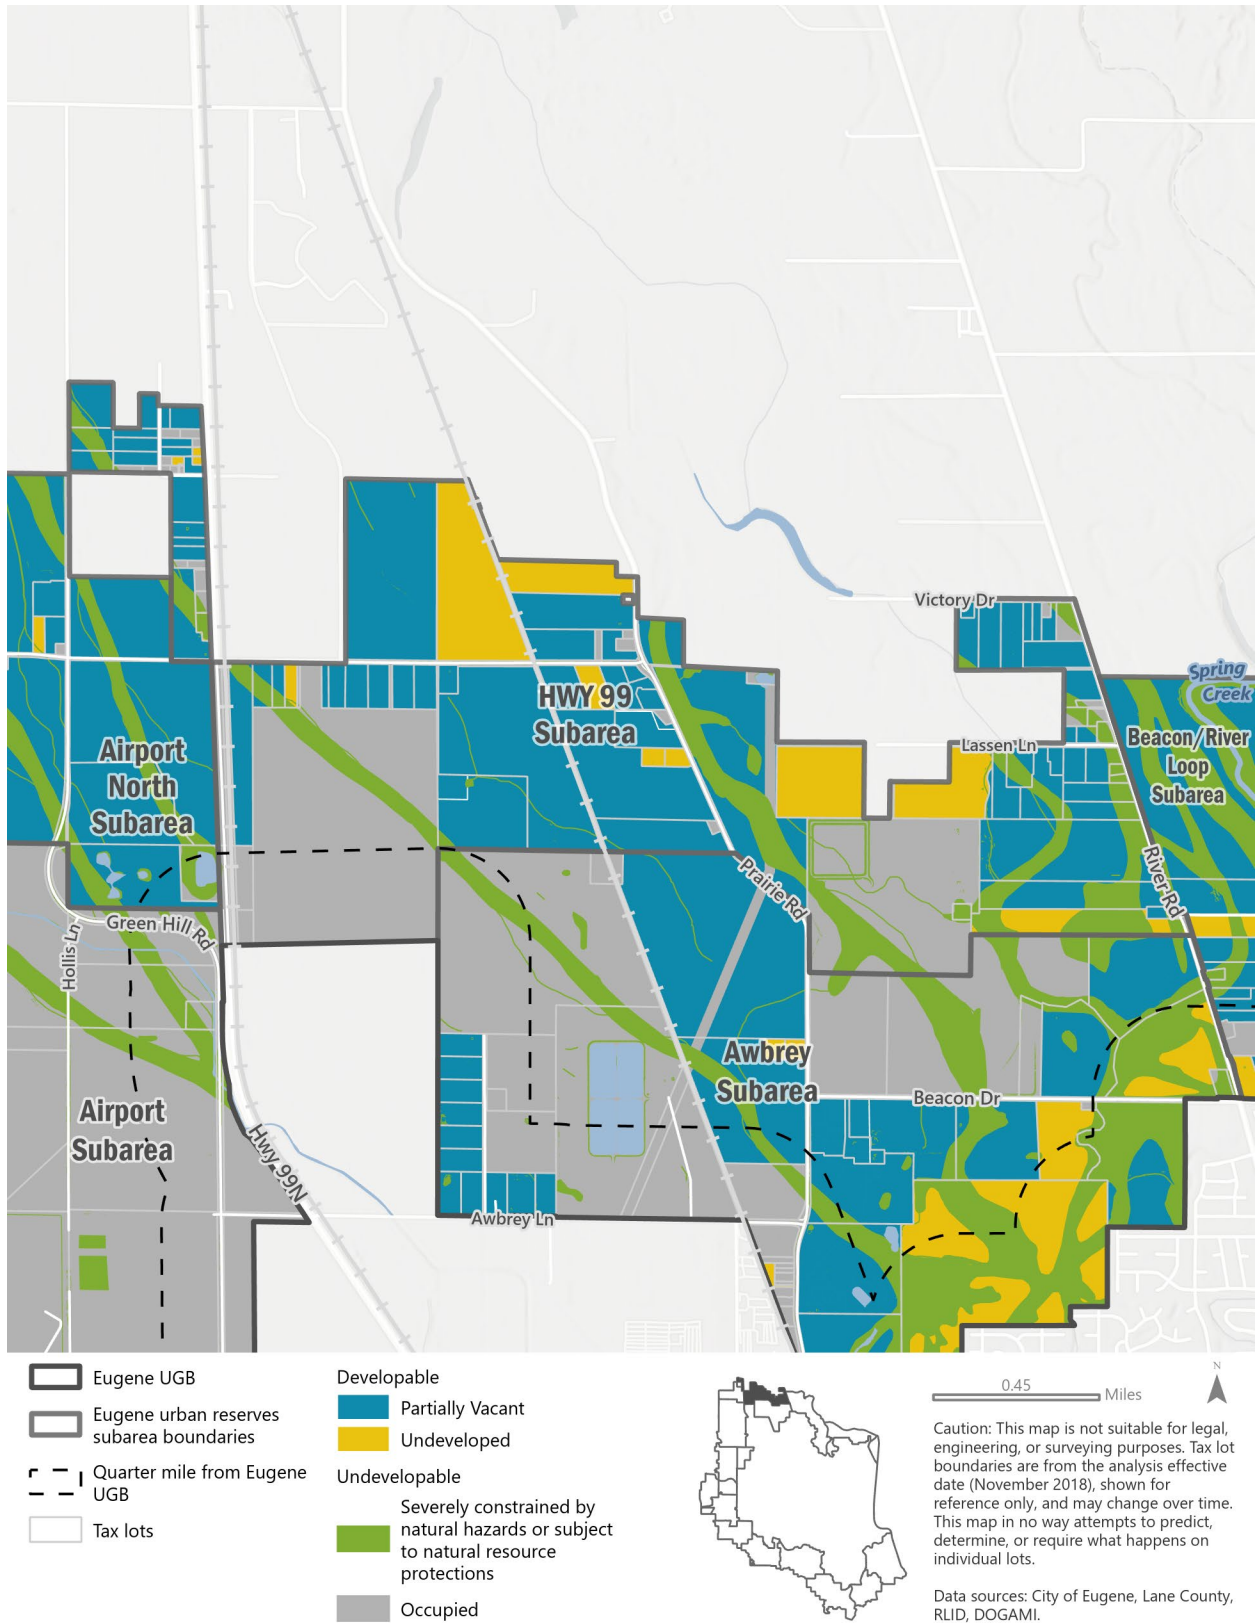 Victory Dr
Spring
Creek
HWY 99
Subarea
Lassen Ln
Beacon/River
Loop
Subarea
Airport
North
Subarea
Prairie Rd
River Rd
Green Hill Rd
Hollis Ln
Awbrey
Subarea
Beacon Dr
Airport
Subarea
Hwy 99N
Awbrey Ln
Eugene UGB
Eugene urban reserves
subarea boundaries
Quarter mile from Eugene
UGB
Tax lots
Developable
Partially Vacant
Undeveloped
Undevelopable
Severely constrained by
natural hazards or subject
to natural resource
protections
Occupied
N
0.45
Miles
Caution: This map is not suitable for legal,
engineering, or surveying purposes. Tax lot
boundaries are from the analysis effective
date (November 2018), shown for
reference only, and may change over time.
This map in no way attempts to predict,
determine, or require what happens on
individual lots.
Data sources: City of Eugene, Lane County,
RLID, DOGAMI.